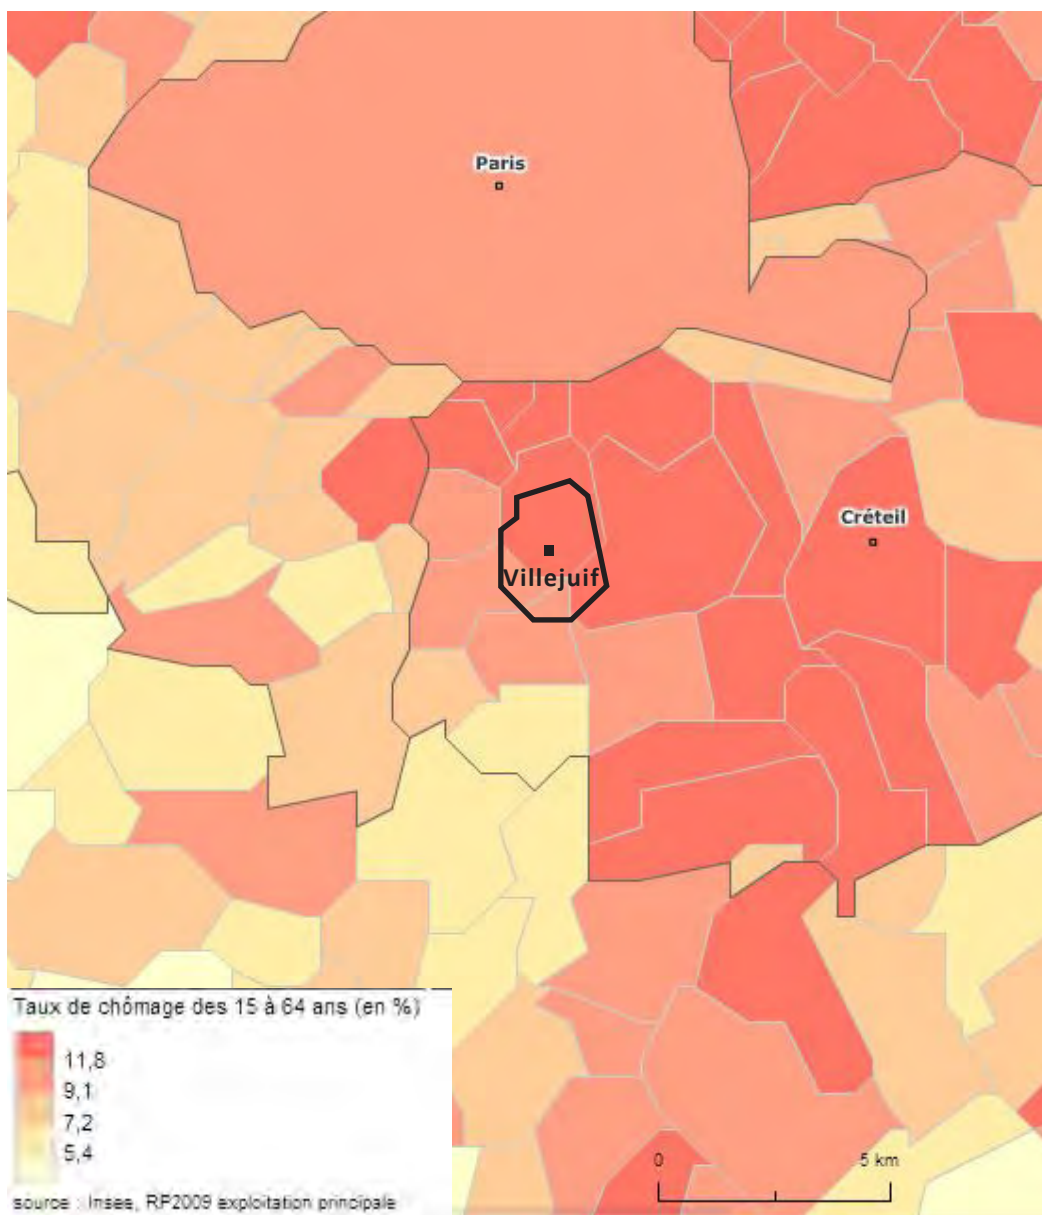 Paris
Créteil
Villejuif
Taux de chômage des 15 à 64 ans (en %)
11,8
9,1
7,2
5,4
0 5 km
source : Insee, RP2009 exploitation principale